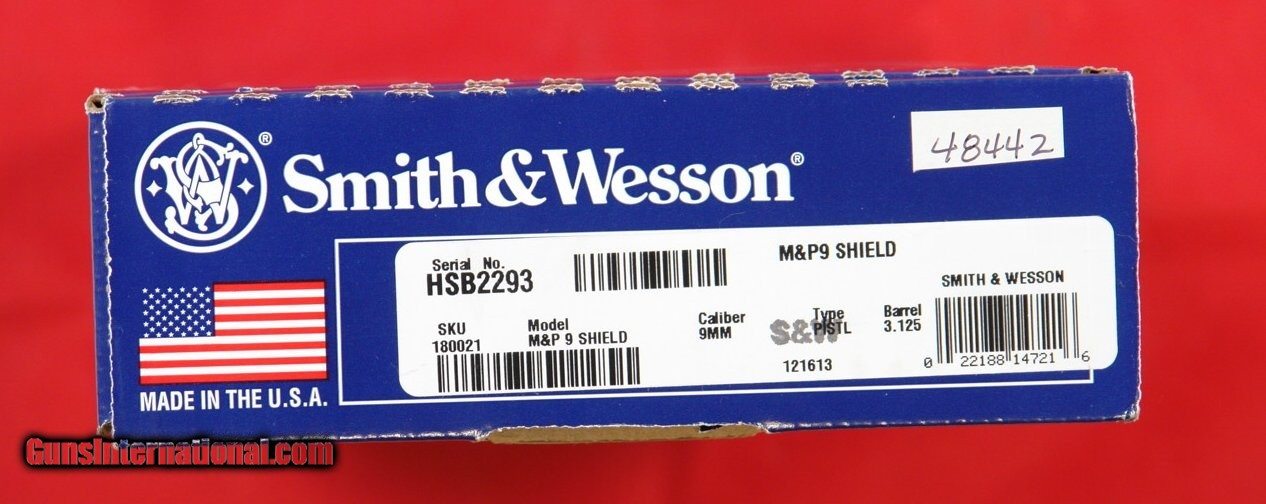 48442
Smith & Wesson®
®
SW
M&P9 SHIELD
Serial No.
HSB2293
SMITH & WESSON
SKU Model Caliber Type Barrel
180021 M&P 9 SHIELD 9MM S&W PISTL 3.125
121613
0 22188 14721 6
MADE IN THE U.S.A.
GunsInternational.com